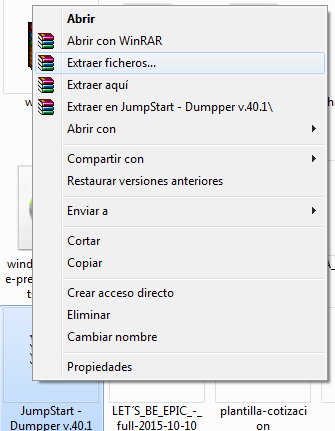 Abrir
Abrir con WinRAR
Extraer ficheros...
Extraer aquí
Extraer en JumpStart - Dumpper v.40.1\
Abrir con
Compartir con
Restaurar versiones anteriores
Enviar a
Cortar
Copiar
Crear acceso directo
Eliminar
Cambiar nombre
Propiedades
JumpStart -
Dumpper v.40.1
LET´S_BE_EPIC_-_
full-2015-10-10
plantilla-cotizaci
on